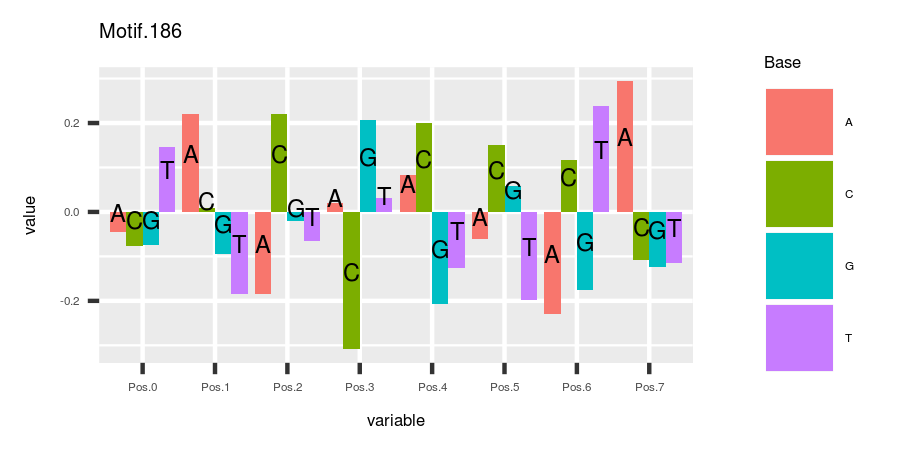 Motif.186
value
0.2
0.0
-0.2
A C G T A C G T A C G T A C G T A C G T A C G T A C G T A C G T
Pos.0 Pos.1 Pos.2 Pos.3 Pos.4 Pos.5 Pos.6 Pos.7
variable
Base
A
C
G
T